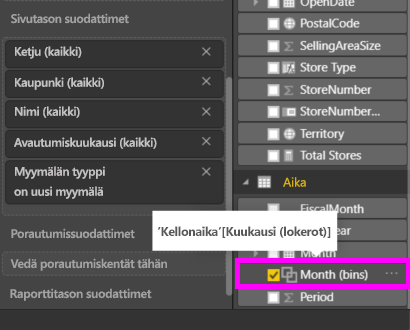 Sivutason suodattimet
Ketju (kaikki)
Kaupunki (kaikki)
Nimi (kaikki)
Avautumiskuukausi (kaikki)
Myymälän tyyppi
on uusi myymälä
Porautumissuodattimet
Vedä porautumiskentät tähän
Raporttitason suodattimet
OpenDate
PostalCode
SellingAreaSize
Store Type
StoreNumber
StoreNumber...
Territory
Total Stores
Aika
FiscalMonth
'Kellonaika'[Kuukausi (lokerot)]
Month
Month (bins) ...
Period